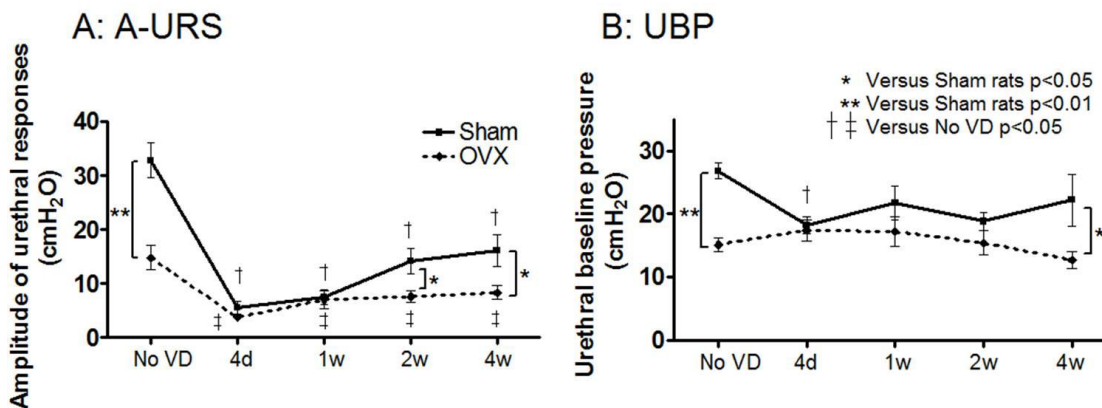 A: A-URS
Amplitude of urethral responses
(cmH₂O)
40
30
20
10
0
Sham
OVX
**
†
‡
†
‡
†
*
‡
†
*
‡
No VD
4d
1w
2w
4w
B: UBP
* Versus Sham rats p<0.05
** Versus Sham rats p<0.01
† ‡ Versus No VD p<0.05
Urethral baseline pressure
(cmH₂O)
30
20
10
0
**
†
*
No VD
4d
1w
2w
4w